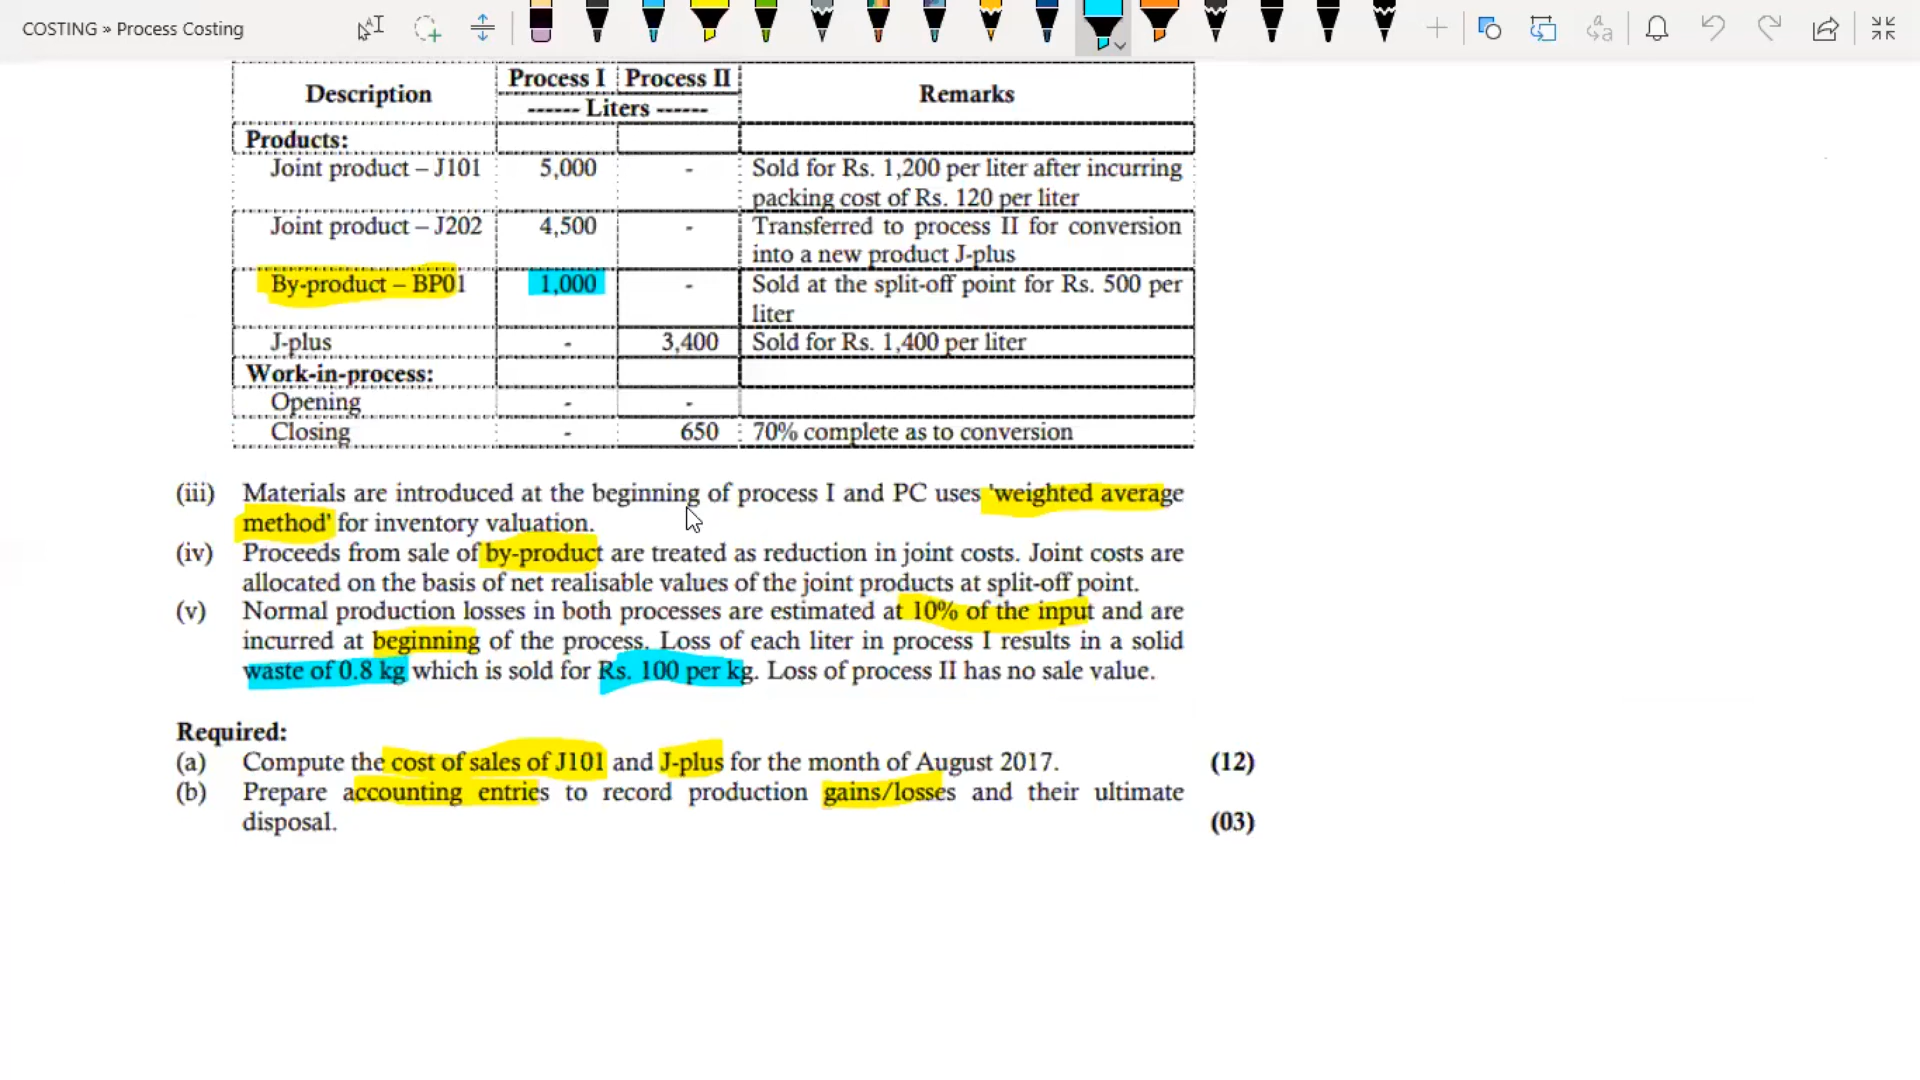 COSTING » Process Costing
Description Process I Process II Remarks
------ Liters ------
Products:
Joint product – J101 5,000 - Sold for Rs. 1,200 per liter after incurring
packing cost of Rs. 120 per liter
Joint product – J202 4,500 - Transferred to process II for conversion
into a new product J-plus
By-product – BP01 1,000 - Sold at the split-off point for Rs. 500 per
liter
J-plus - 3,400 Sold for Rs. 1,400 per liter
Work-in-process:
Opening - -
Closing - 650 70% complete as to conversion
(iii) Materials are introduced at the beginning of process I and PC uses 'weighted average
method' for inventory valuation.
(iv) Proceeds from sale of by-product are treated as reduction in joint costs. Joint costs are
allocated on the basis of net realisable values of the joint products at split-off point.
(v) Normal production losses in both processes are estimated at 10% of the input and are
incurred at beginning of the process. Loss of each liter in process I results in a solid
waste of 0.8 kg which is sold for Rs. 100 per kg. Loss of process II has no sale value.
Required:
(a) Compute the cost of sales of J101 and J-plus for the month of August 2017. (12)
(b) Prepare accounting entries to record production gains/losses and their ultimate
disposal. (03)